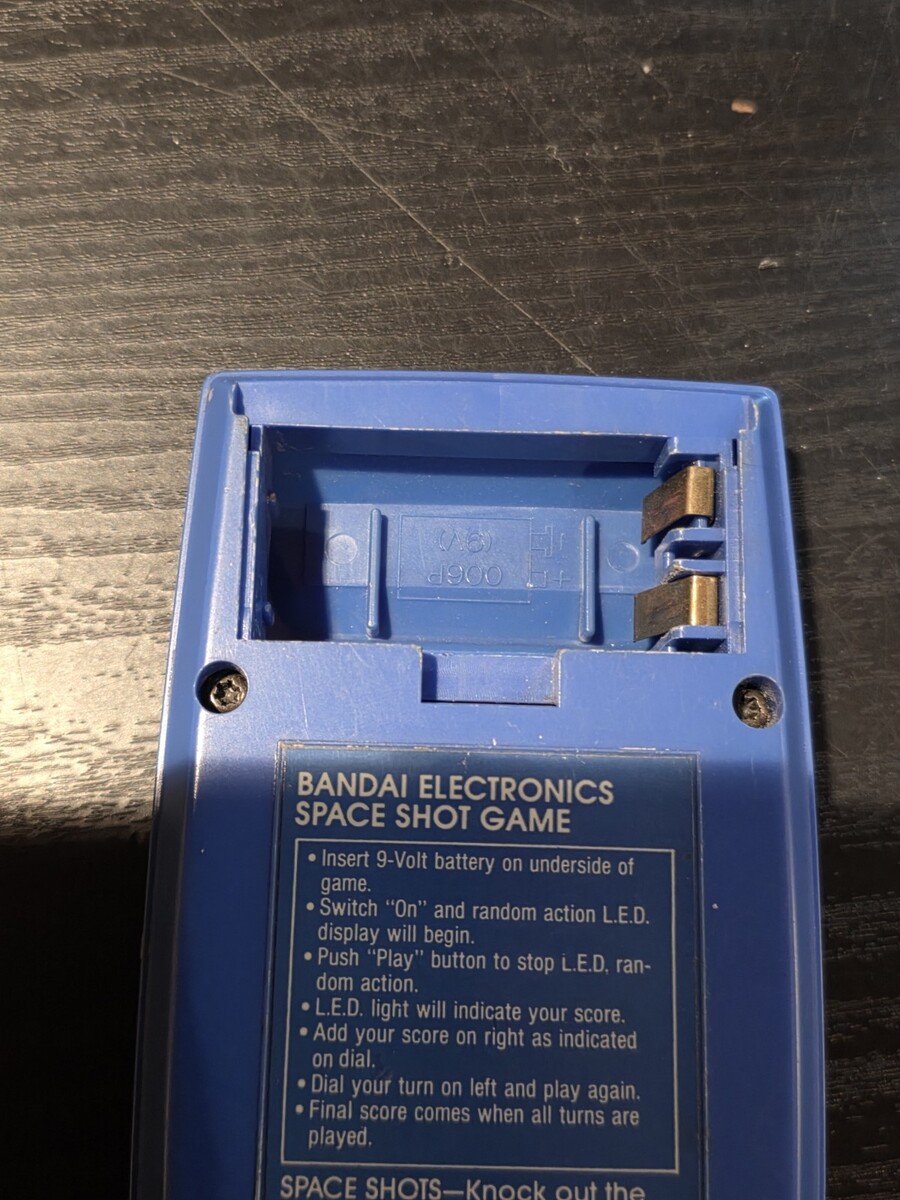 (9V)
006P
BANDAI ELECTRONICS
SPACE SHOT GAME
• Insert 9-Volt battery on underside of
game.
• Switch “On” and random action L.E.D.
display will begin.
• Push “Play” button to stop L.E.D. ran-
dom action.
• L.E.D. light will indicate your score.
• Add your score on right as indicated
on dial.
• Dial your turn on left and play again.
• Final score comes when all turns are
played.
SPACE SHOTS—Knock out the